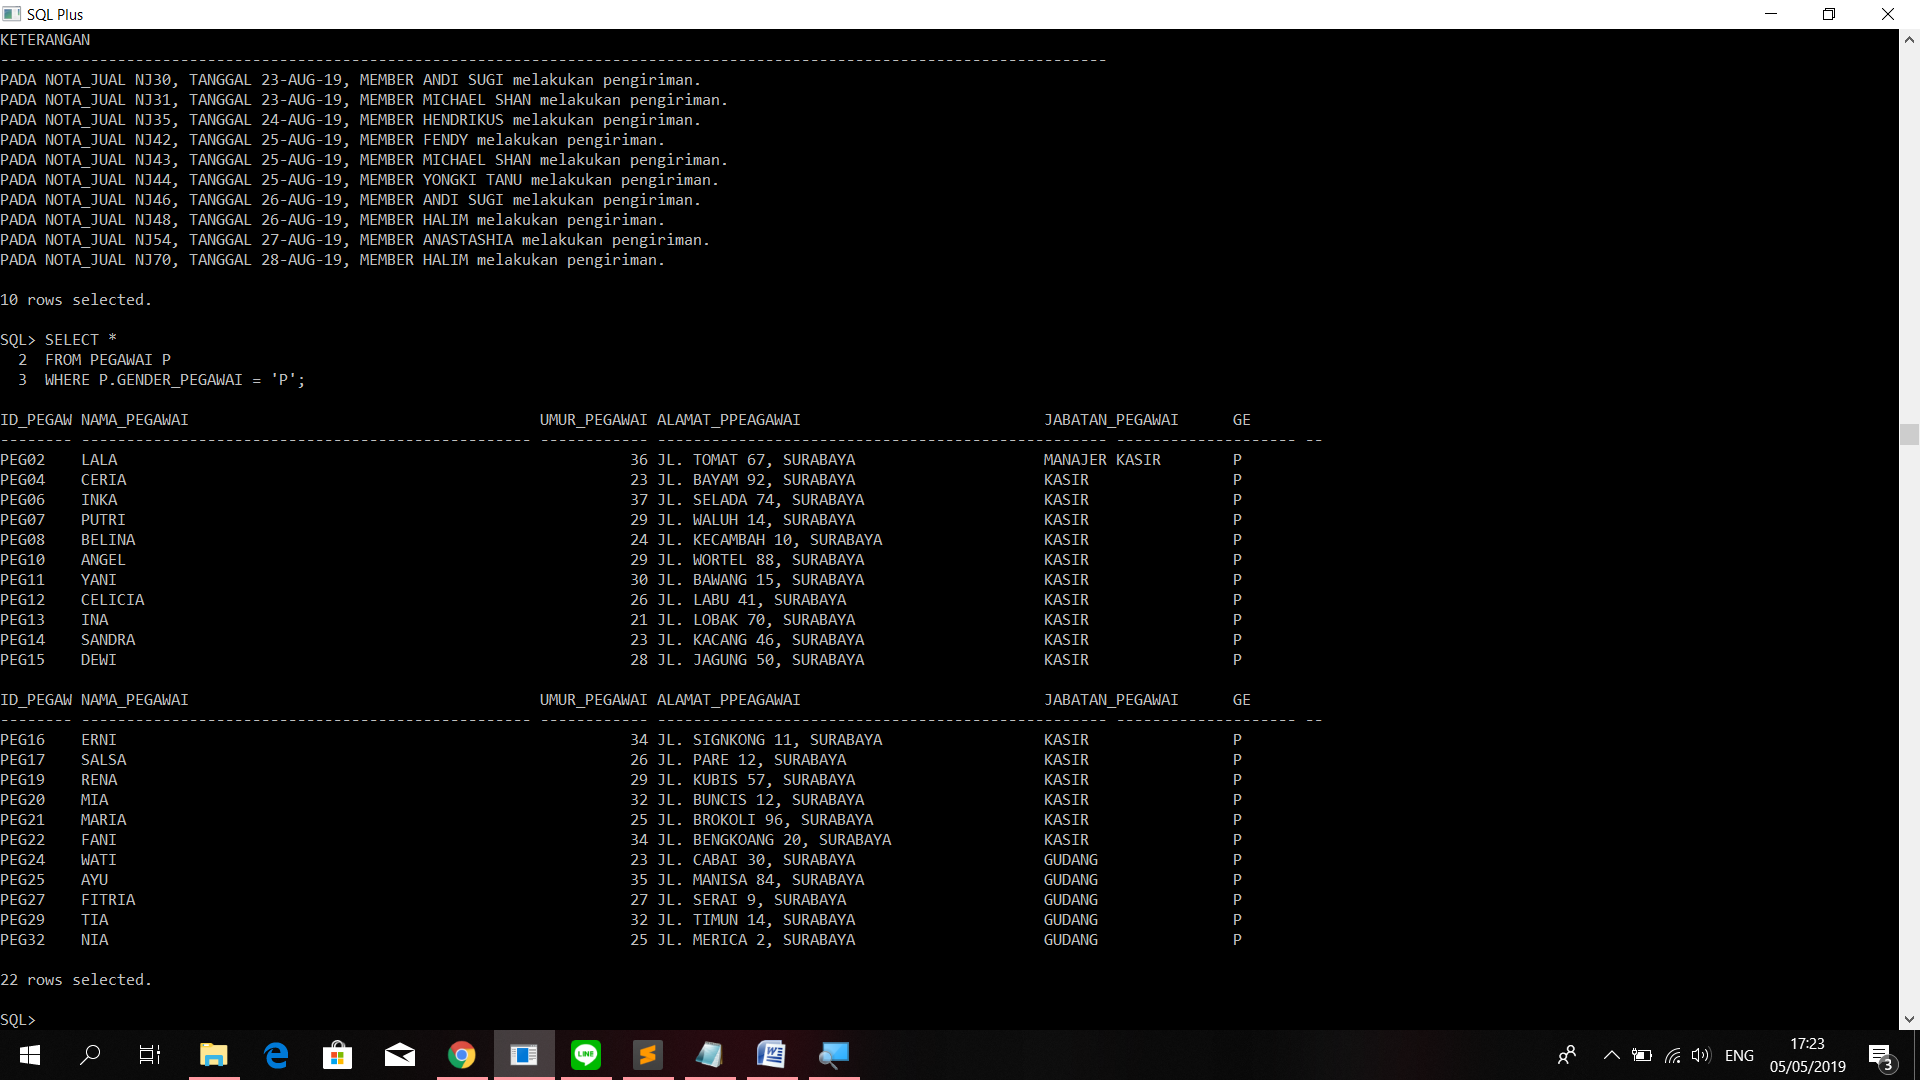 SQL Plus
KETERANGAN
---------------------------------------------------------------------------------------------------------------------------
PADA NOTA_JUAL NJ30, TANGGAL 23-AUG-19, MEMBER ANDI SUGI melakukan pengiriman.
PADA NOTA_JUAL NJ31, TANGGAL 23-AUG-19, MEMBER MICHAEL SHAN melakukan pengiriman.
PADA NOTA_JUAL NJ35, TANGGAL 24-AUG-19, MEMBER HENDRIKUS melakukan pengiriman.
PADA NOTA_JUAL NJ42, TANGGAL 25-AUG-19, MEMBER FENDY melakukan pengiriman.
PADA NOTA_JUAL NJ43, TANGGAL 25-AUG-19, MEMBER MICHAEL SHAN melakukan pengiriman.
PADA NOTA_JUAL NJ44, TANGGAL 25-AUG-19, MEMBER YONGKI TANU melakukan pengiriman.
PADA NOTA_JUAL NJ46, TANGGAL 26-AUG-19, MEMBER ANDI SUGI melakukan pengiriman.
PADA NOTA_JUAL NJ48, TANGGAL 26-AUG-19, MEMBER HALIM melakukan pengiriman.
PADA NOTA_JUAL NJ54, TANGGAL 27-AUG-19, MEMBER ANASTASHIA melakukan pengiriman.
PADA NOTA_JUAL NJ70, TANGGAL 28-AUG-19, MEMBER HALIM melakukan pengiriman.
10 rows selected.
SQL> SELECT *
2 FROM PEGAWAI P
3 WHERE P.GENDER_PEGAWAI = 'P';
ID_PEGAW NAMA_PEGAWAI UMUR_PEGAWAI ALAMAT_PPEAGAWAI JABATAN_PEGAWAI GE
-------- -------------------------------------------------- ------------ -------------------------------------------------- -------------------- --
PEG02 LALA 36 JL. TOMAT 67, SURABAYA MANAJER KASIR P
PEG04 CERIA 23 JL. BAYAM 92, SURABAYA KASIR P
PEG06 INKA 37 JL. SELADA 74, SURABAYA KASIR P
PEG07 PUTRI 29 JL. WALUH 14, SURABAYA KASIR P
PEG08 BELINA 24 JL. KECAMBAH 10, SURABAYA KASIR P
PEG10 ANGEL 29 JL. WORTEL 88, SURABAYA KASIR P
PEG11 YANI 30 JL. BAWANG 15, SURABAYA KASIR P
PEG12 CELICIA 26 JL. LABU 41, SURABAYA KASIR P
PEG13 INA 21 JL. LOBAK 70, SURABAYA KASIR P
PEG14 SANDRA 23 JL. KACANG 46, SURABAYA KASIR P
PEG15 DEWI 28 JL. JAGUNG 50, SURABAYA KASIR P
ID_PEGAW NAMA_PEGAWAI UMUR_PEGAWAI ALAMAT_PPEAGAWAI JABATAN_PEGAWAI GE
-------- -------------------------------------------------- ------------ -------------------------------------------------- -------------------- --
PEG16 ERNI 34 JL. SIGNKONG 11, SURABAYA KASIR P
PEG17 SALSA 26 JL. PARE 12, SURABAYA KASIR P
PEG19 RENA 29 JL. KUBIS 57, SURABAYA KASIR P
PEG20 MIA 32 JL. BUNCIS 12, SURABAYA KASIR P
PEG21 MARIA 25 JL. BROKOLI 96, SURABAYA KASIR P
PEG22 FANI 34 JL. BENGKOANG 20, SURABAYA KASIR P
PEG24 WATI 23 JL. CABAI 30, SURABAYA GUDANG P
PEG25 AYU 35 JL. MANISA 84, SURABAYA GUDANG P
PEG27 FITRIA 27 JL. SERAI 9, SURABAYA GUDANG P
PEG29 TIA 32 JL. TIMUN 14, SURABAYA GUDANG P
PEG32 NIA 25 JL. MERICA 2, SURABAYA GUDANG P
22 rows selected.
SQL>
LINE
ENG
17:23
05/05/2019
3